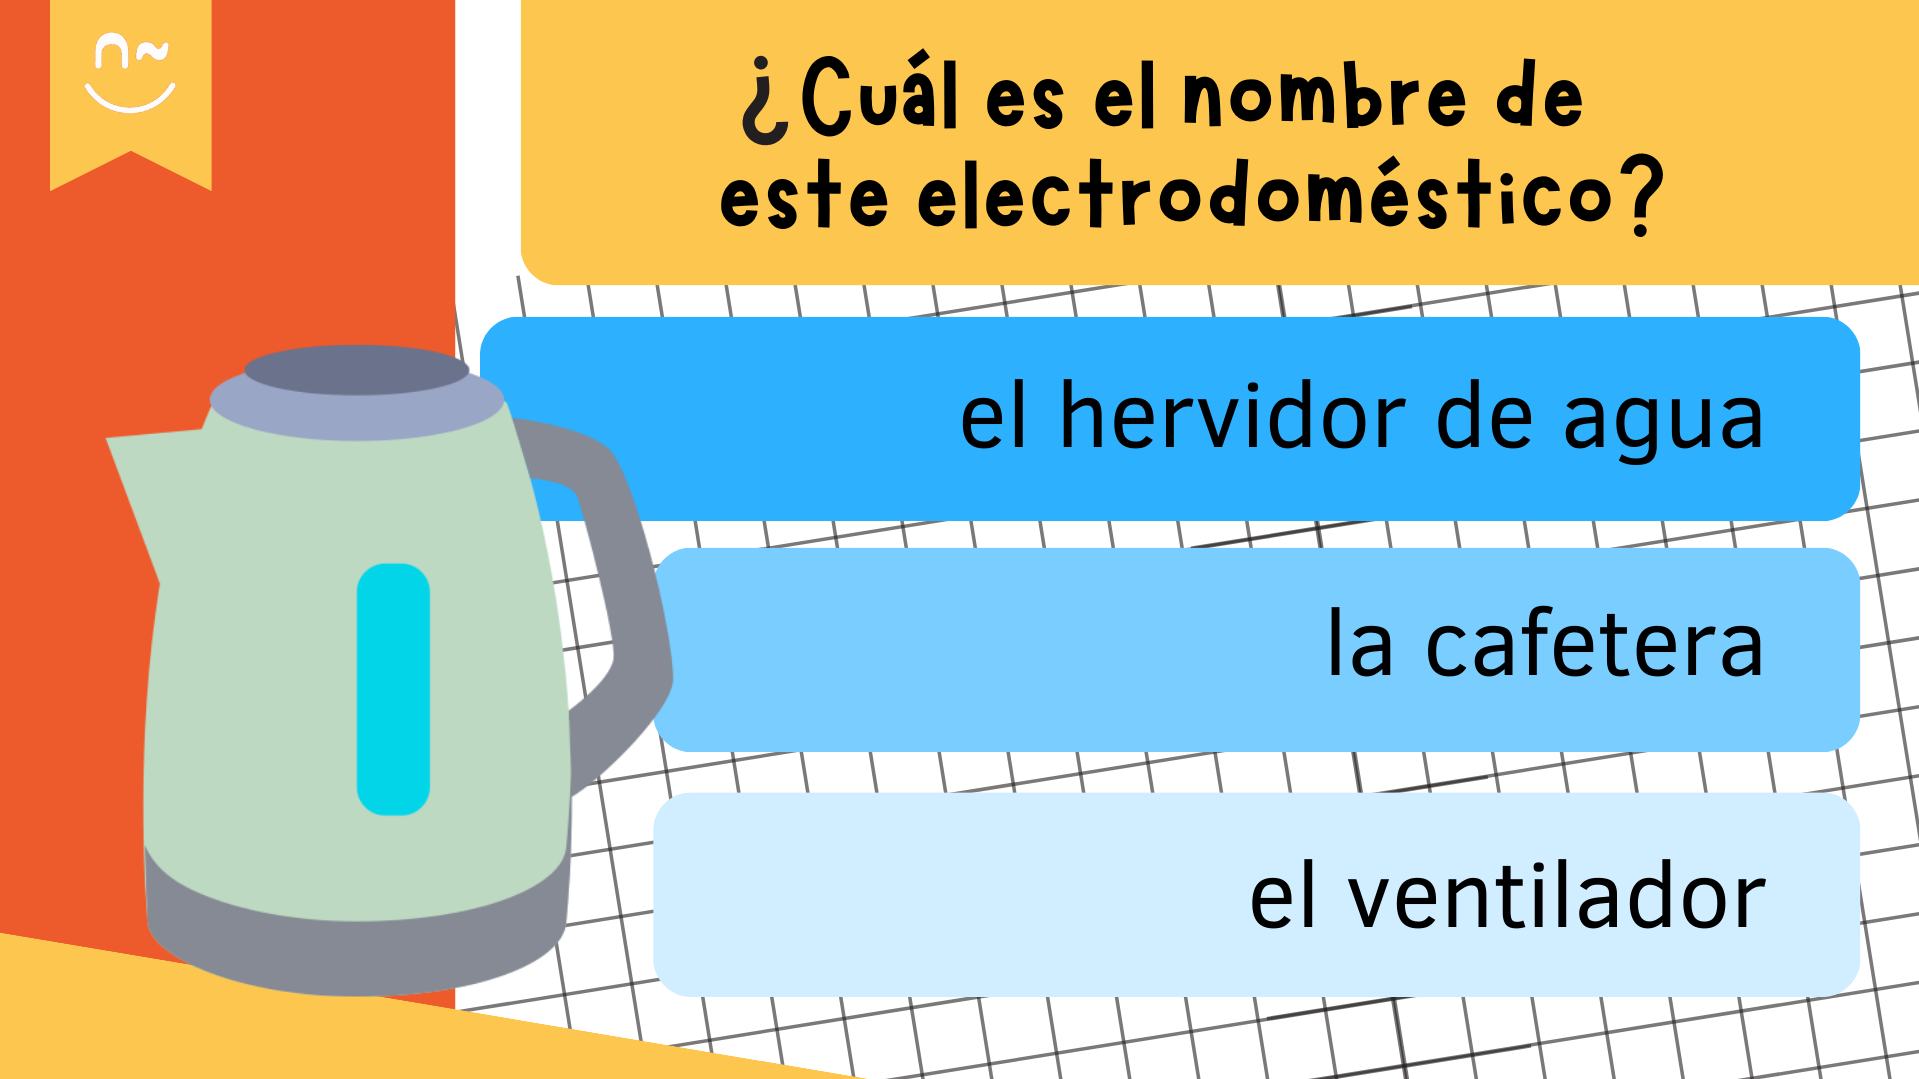 ¿Cuál es el nombre de
este electrodoméstico?
el hervidor de agua
la cafetera
el ventilador